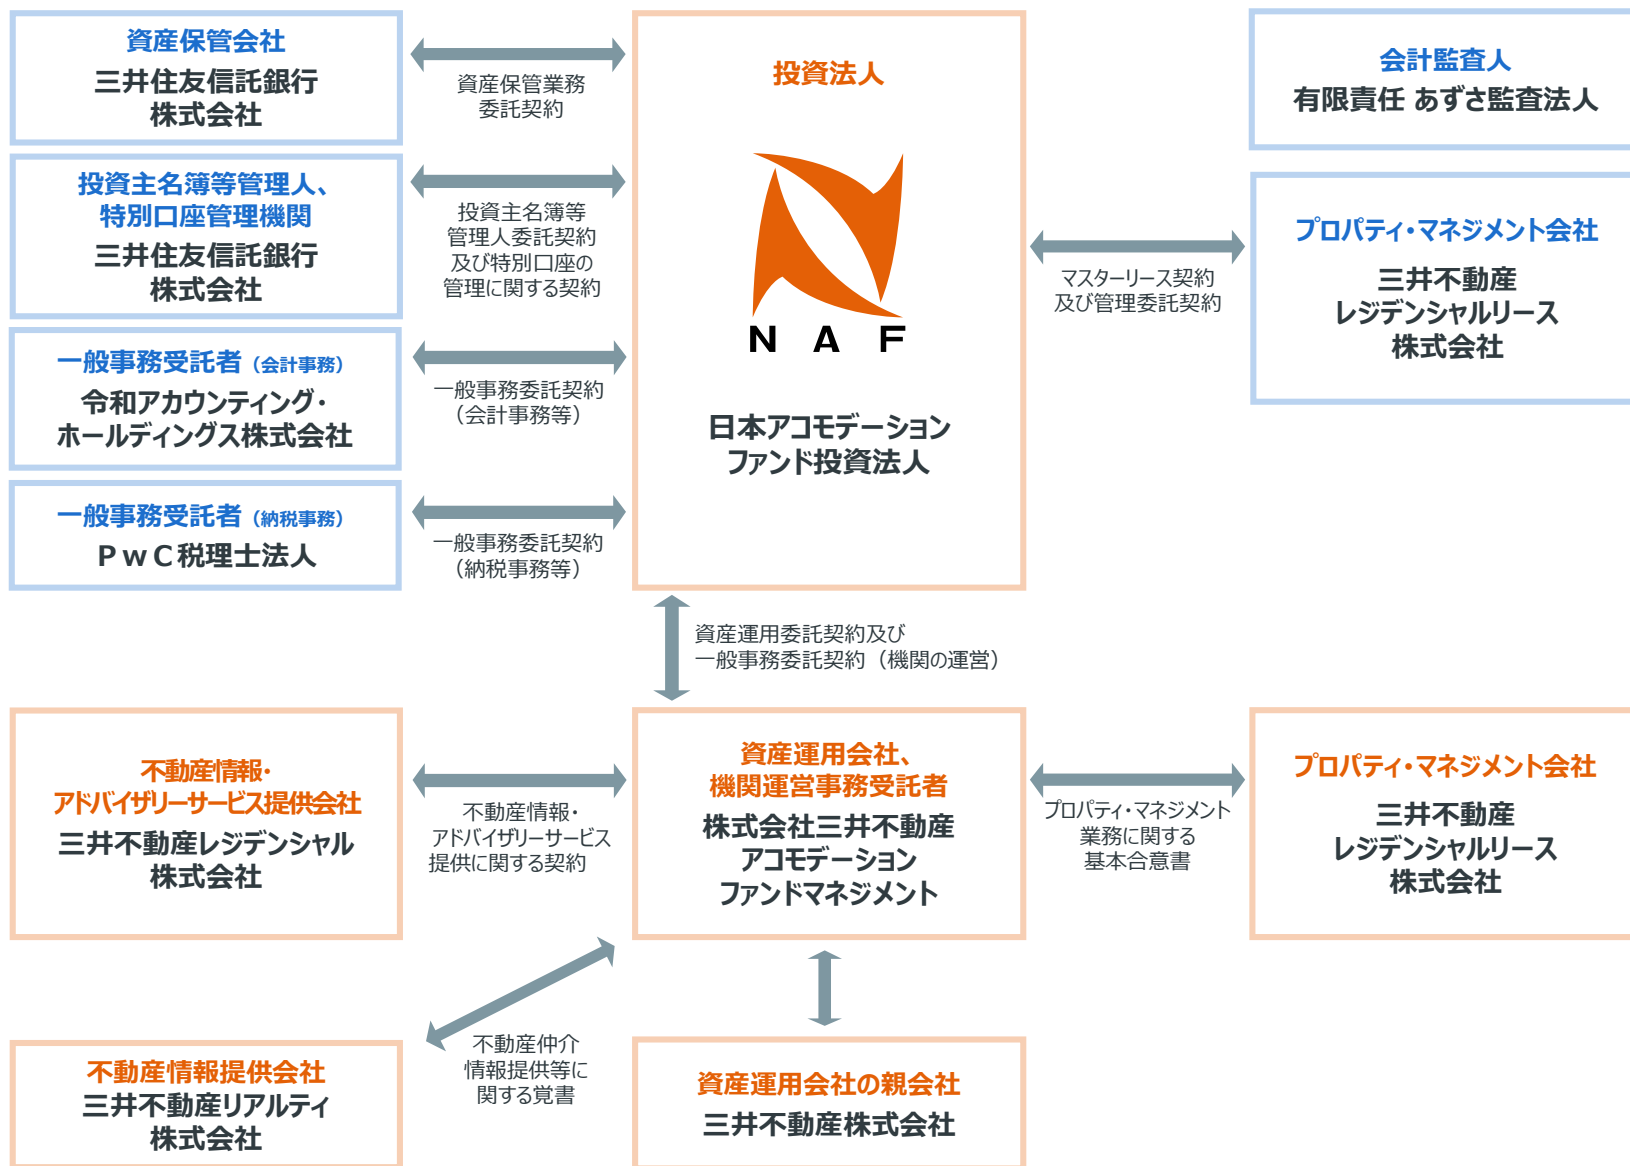 資産保管会社
三井住友信託銀行
株式会社
資産保管業務
委託契約
投資主名簿等管理人、
特別口座管理機関
三井住友信託銀行
株式会社
投資主名簿等
管理人委託契約
及び特別口座の
管理に関する契約
一般事務受託者（会計事務）
令和アカウンティング・
ホールディングス株式会社
一般事務委託契約
（会計事務等）
一般事務受託者（納税事務）
ＰｗＣ税理士法人
一般事務委託契約
（納税事務等）
投資法人
NAF
日本アコモデーション
ファンド投資法人
会計監査人
有限責任 あずさ監査法人
マスターリース契約
及び管理委託契約
プロパティ・マネジメント会社
三井不動産
レジデンシャルリース
株式会社
資産運用委託契約及び
一般事務委託契約（機関の運営）
不動産情報・
アドバイザリーサービス提供会社
三井不動産レジデンシャル
株式会社
不動産情報・
アドバイザリーサービス
提供に関する契約
資産運用会社、
機関運営事務受託者
株式会社三井不動産
アコモデーション
ファンドマネジメント
プロパティ・マネジメント
業務に関する
基本合意書
プロパティ・マネジメント会社
三井不動産
レジデンシャルリース
株式会社
不動産情報提供会社
三井不動産リアルティ
株式会社
不動産仲介
情報提供等に
関する覚書
資産運用会社の親会社
三井不動産株式会社